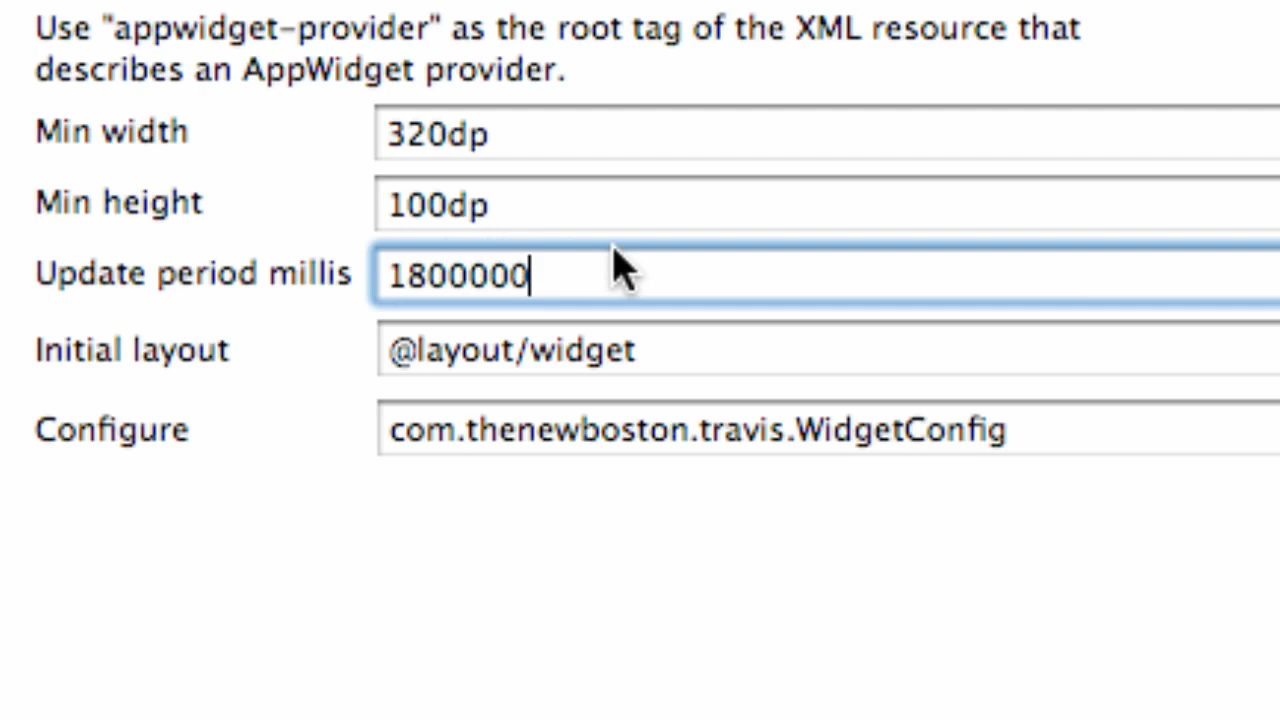 Use "appwidget-provider" as the root tag of the XML resource that
describes an AppWidget provider.
Min width 320dp
Min height 100dp
Update period millis 1800000
Initial layout @layout/widget
Configure com.thenewboston.travis.WidgetConfig